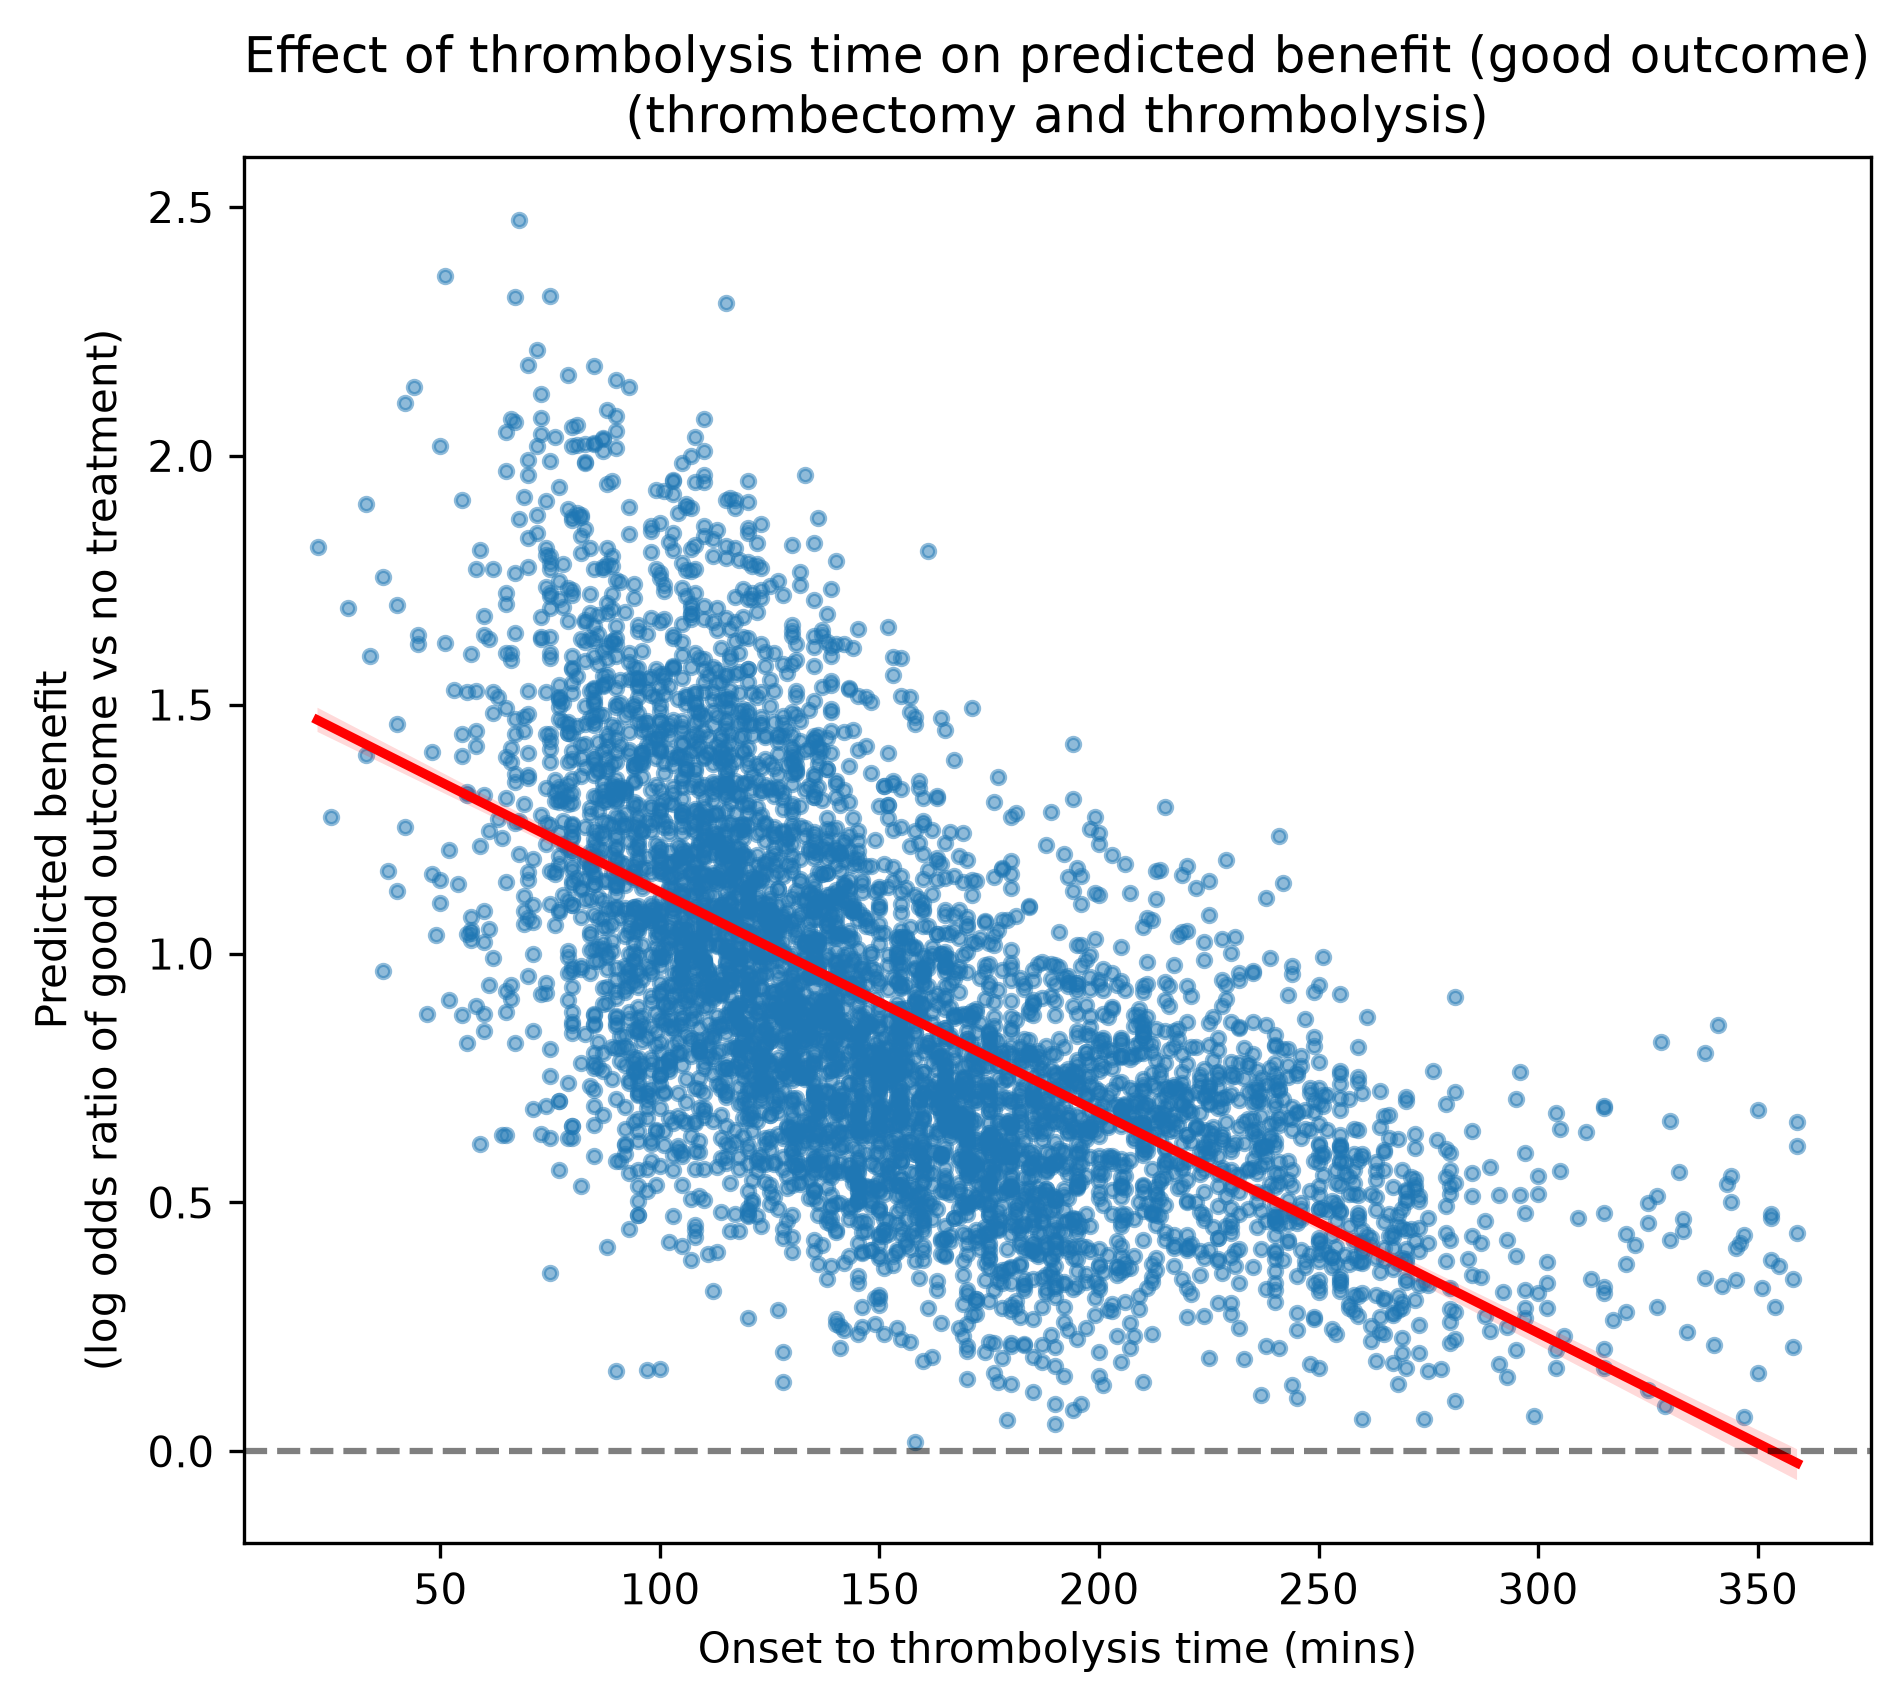 Effect of thrombolysis time on predicted benefit (good outcome)
(thrombectomy and thrombolysis)
Predicted benefit
(log odds ratio of good outcome vs no treatment)
2.5
2.0
1.5
1.0
0.5
0.0
50
100
150
200
250
300
350
Onset to thrombolysis time (mins)